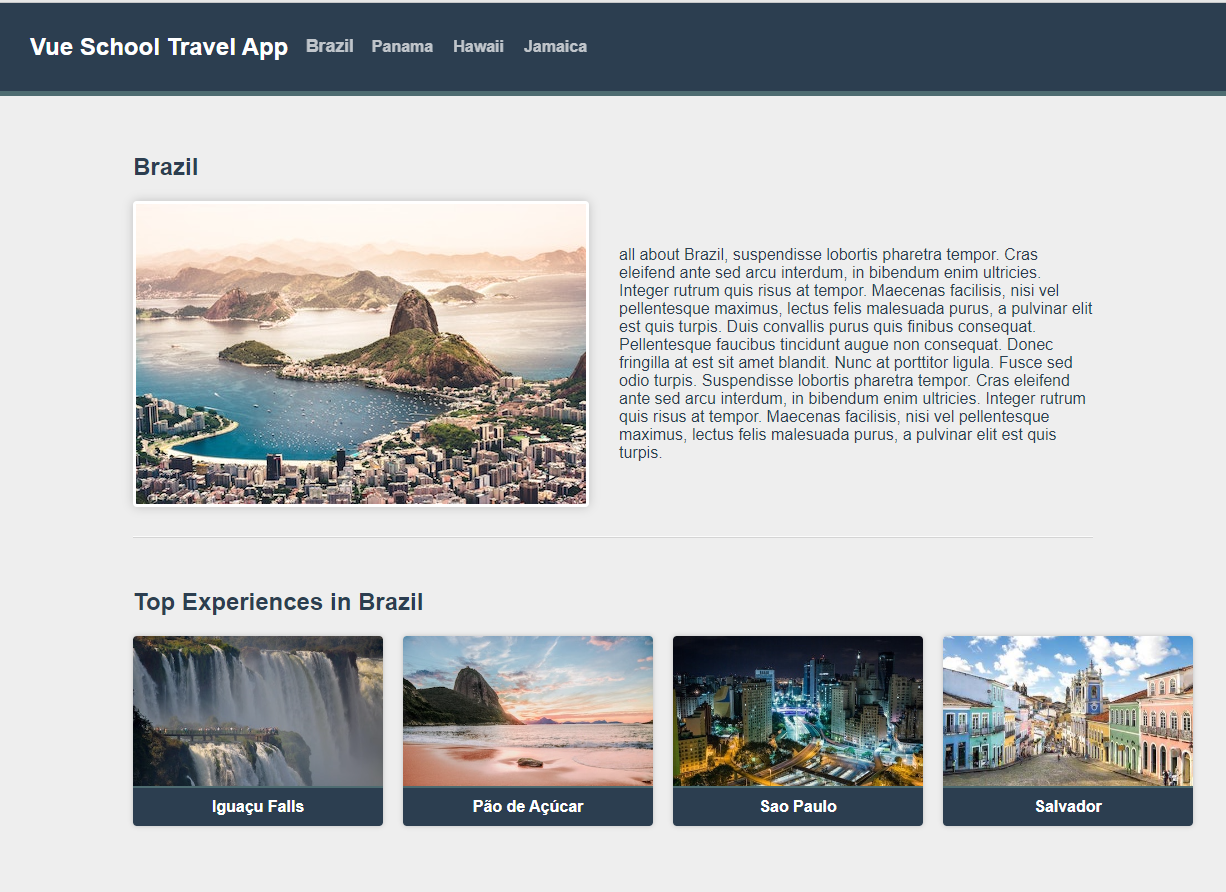 Vue School Travel App Brazil Panama Hawaii Jamaica
Brazil
all about Brazil, suspendisse lobortis pharetra tempor. Cras
eleifend ante sed arcu interdum, in bibendum enim ultricies.
Integer rutrum quis risus at tempor. Maecenas facilisis, nisi vel
pellentesque maximus, lectus felis malesuada purus, a pulvinar elit
est quis turpis. Duis convallis purus quis finibus consequat.
Pellentesque faucibus tincidunt augue non consequat. Donec
fringilla at est sit amet blandit. Nunc at porttitor ligula. Fusce sed
odio turpis. Suspendisse lobortis pharetra tempor. Cras eleifend
ante sed arcu interdum, in bibendum enim ultricies. Integer rutrum
quis risus at tempor. Maecenas facilisis, nisi vel pellentesque
maximus, lectus felis malesuada purus, a pulvinar elit est quis
turpis.
Top Experiences in Brazil
Iguaçu Falls
Pão de Açúcar
Sao Paulo
Salvador